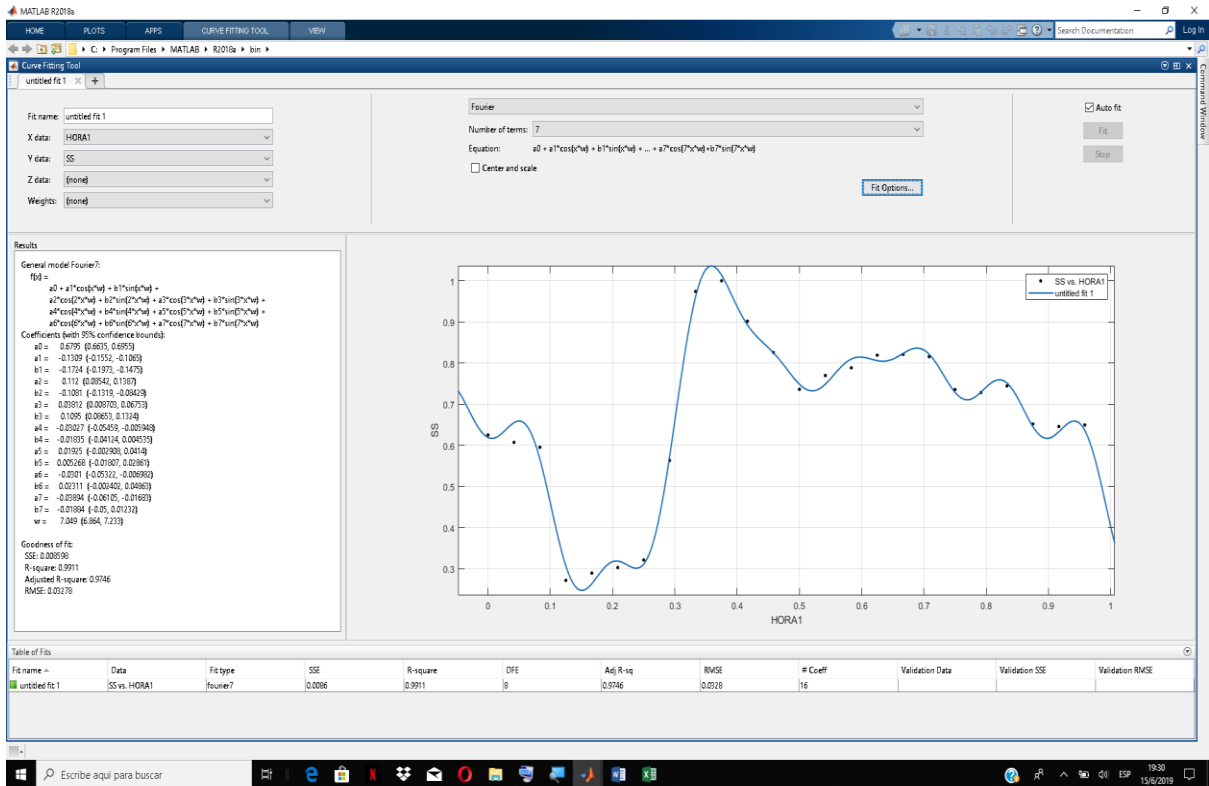 MATLAB R2018a
HOME PLOTS APPS CURVE FITTING TOOL VIEW Search Documentation Log In
C: Program Files MATLAB R2018a bin
Curve Fitting Tool
untitled fit 1
Command Window
Fit name: untitled fit 1
X data: HORA1
Y data: SS
Z data: (none)
Weights: (none)
Fourier
Number of terms: 7
Equation: a0 + a1*cos(x*w) + b1*sin(x*w) + ... + a7*cos(7*x*w)+b7*sin(7*x*w)
Center and scale
Fit Options...
Auto fit
Fit
Stop
Results
General model Fourier7:
f(x) =
a0 + a1*cos(x*w) + b1*sin(x*w) +
a2*cos(2*x*w) + b2*sin(2*x*w) + a3*cos(3*x*w) + b3*sin(3*x*w) +
a4*cos(4*x*w) + b4*sin(4*x*w) + a5*cos(5*x*w) + b5*sin(5*x*w) +
a6*cos(6*x*w) + b6*sin(6*x*w) + a7*cos(7*x*w) + b7*sin(7*x*w)
Coefficients (with 95% confidence bounds):
a0 = 0.6795 (0.6635, 0.6955)
a1 = -0.1309 (-0.1552, -0.1065)
b1 = -0.1724 (-0.1973, -0.1475)
a2 = 0.112 (0.08542, 0.1387)
b2 = -0.1081 (-0.1319, -0.08429)
a3 = 0.03812 (0.008703, 0.06753)
b3 = 0.1095 (0.08653, 0.1324)
a4 = -0.03027 (-0.05459, -0.005948)
b4 = -0.01835 (-0.04124, 0.004535)
a5 = 0.01925 (-0.002908, 0.0414)
b5 = 0.005268 (-0.01807, 0.02861)
a6 = -0.0301 (-0.05322, -0.006982)
b6 = 0.02311 (-0.002402, 0.04863)
a7 = -0.03894 (-0.06105, -0.01683)
b7 = -0.01884 (-0.05, 0.01232)
w = 7.049 (6.864, 7.233)
Goodness of fit:
SSE: 0.008598
R-square: 0.9911
Adjusted R-square: 0.9746
RMSE: 0.03278
1
0.9
0.8
0.7
0.6
0.5
0.4
0.3
SS
0 0.1 0.2 0.3 0.4 0.5 0.6 0.7 0.8 0.9 1
HORA1
SS vs. HORA1
untitled fit 1
Table of Fits
Fit name Data Fit type SSE R-square DFE Adj R-sq RMSE # Coeff Validation Data Validation SSE Validation RMSE
untitled fit 1 SS vs. HORA1 fourier7 0.0086 0.9911 8 0.9746 0.0328 16
Escribe aquí para buscar
ESP
19:30
15/6/2019